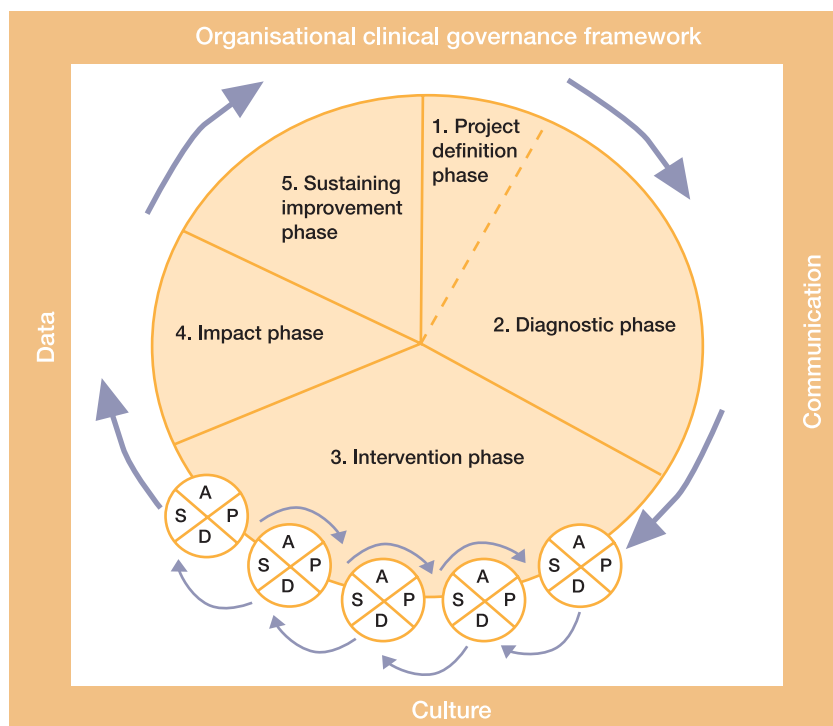 Organisational clinical governance framework
1. Project
definition
phase
5. Sustaining
improvement
phase
2. Diagnostic phase
4. Impact phase
3. Intervention phase
Data
Communication
A
S P
D
A
S P
D
A
S P
D
A
S P
D
A
S P
D
Culture